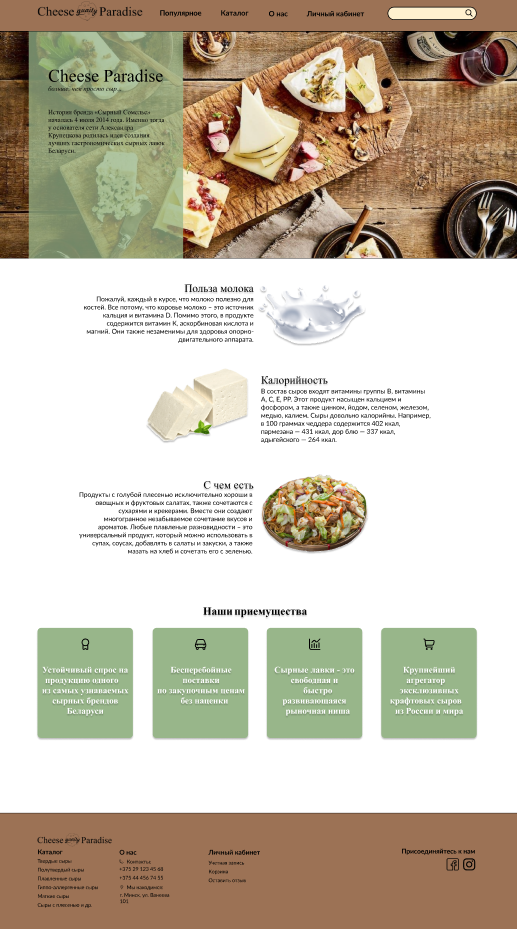 Cheese quality Paradise
Популярное
Каталог
О нас
Личный кабинет
Cheese Paradise
больше, чем просто сыр...
История бренда «Сырный Сомелье»
началась 4 июля 2014 года. Именно тогда
у основателя сети Александра
Крупецкова родилась идея создания
лучших гастрономических сырных лавок
Беларуси.
Польза молока
Пожалуй, каждый в курсе, что молоко полезно для
костей. Все потому, что коровье молоко – это источник
кальция и витамина D. Помимо этого, в продукте
содержится витамин К, аскорбиновая кислота и
магний. Они также незаменимы для здоровья опорно-
двигательного аппарата.
Калорийность
В состав сыров входят витамины группы В, витамины
А, С, Е, РР. Этот продукт насыщен кальцием и
фосфором, а также цинком, йодом, селеном, железом,
медью, калием. Сыры довольно калорийны. Например,
в 100 граммах чеддера содержится 402 ккал,
пармезана — 431 ккал, дор блю — 337 ккал,
адыгейского — 264 ккал.
С чем есть
Продукты с голубой плесенью исключительно хороши в
овощных и фруктовых салатах, также сочетаются с
сухарями и крекерами. Вместе они создают
многогранное незабываемое сочетание вкусов и
ароматов. Любые плавленые разновидности – это
универсальный продукт, который можно использовать в
супах, соусах, добавлять в салаты и закуски, а также
мазать на хлеб и сочетать его с зеленью.
Наши приемущества
Устойчивый спрос на
продукцию одного
из самых узнаваемых
сырных брендов
Беларуси
Бесперебойные
поставки
по закупочным ценам
без наценки
Сырные лавки - это
свободная и
быстро
развивающаяся
рыночная ниша
Крупнейший
агрегатор
эксклюзивных
крафтовых сыров
из России и мира
Cheese quality Paradise
Каталог
Твердые сыры
Полутвердый сыры
Плавленные сыры
Гиппо-аллергенные сыры
Мягкие сыры
Сыры с плесенью и др.
О нас
Контакты:
+375 29 123 45 68
+375 44 456 74 55
Мы находимся:
г. Минск, ул. Ванеева
101
Личный кабинет
Учетная запись
Корзина
Оставить отзыв
Присоединяйтесь к нам